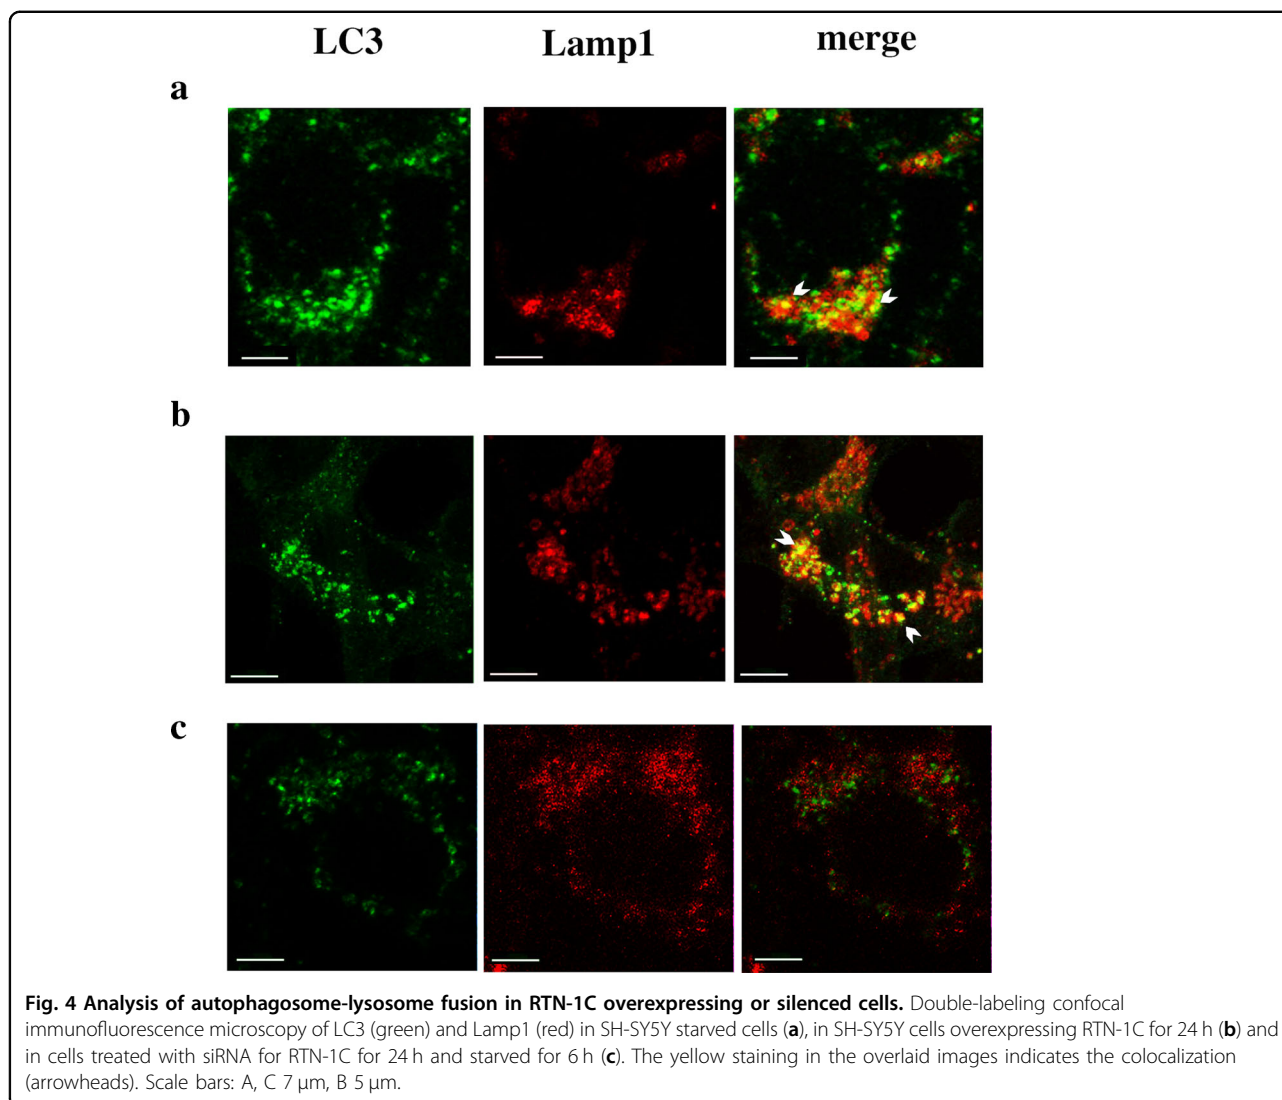 LC3 Lamp1 merge
a
b
c
Fig. 4 Analysis of autophagosome-lysosome fusion in RTN-1C overexpressing or silenced cells. Double-labeling confocal
immunofluorescence microscopy of LC3 (green) and Lamp1 (red) in SH-SY5Y starved cells (a), in SH-SY5Y cells overexpressing RTN-1C for 24 h (b) and
in cells treated with siRNA for RTN-1C for 24 h and starved for 6 h (c). The yellow staining in the overlaid images indicates the colocalization
(arrowheads). Scale bars: A, C 7 μm, B 5 μm.